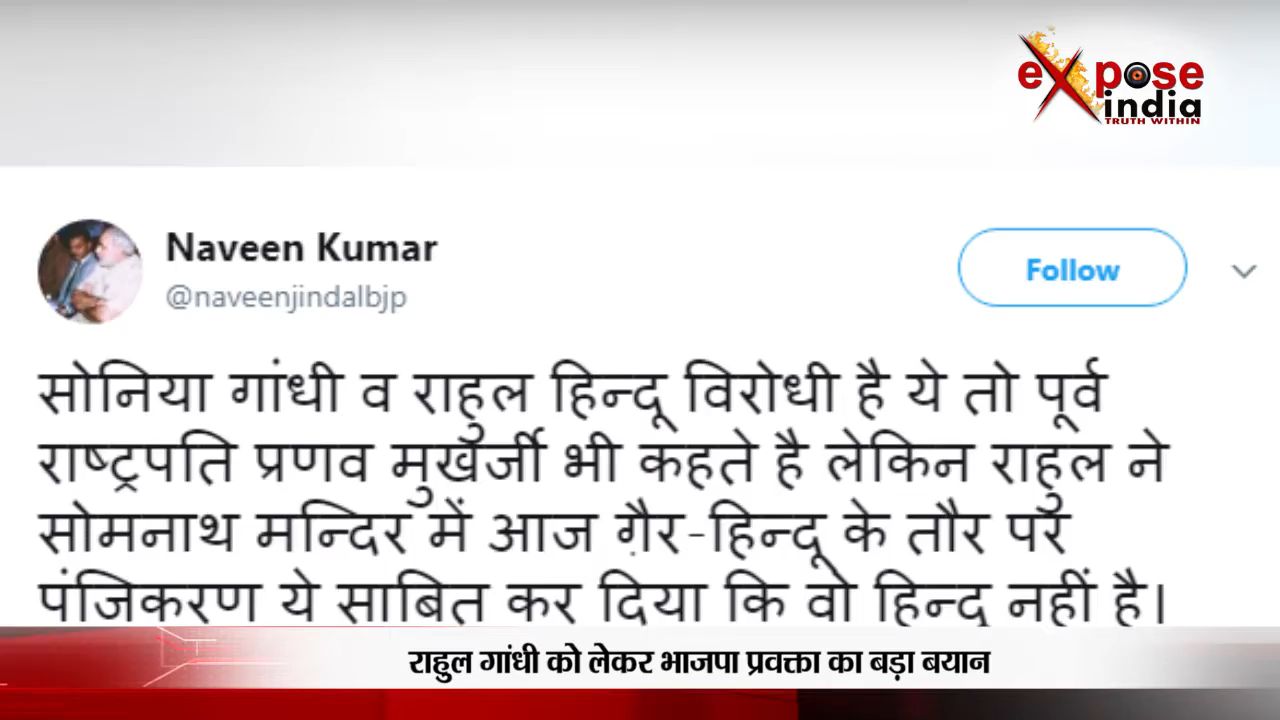 expose
india
TRUTH WITHIN
Naveen Kumar
@naveenjindalbjp
Follow
सोनिया गांधी व राहुल हिन्दू विरोधी है ये तो पूर्व
राष्ट्रपति प्रणव मुखर्जी भी कहते है लेकिन राहुल ने
सोमनाथ मन्दिर में आज ग़ैर-हिन्दू के तौर पर
पंजिकरण ये साबित कर दिया कि वो हिन्दू नहीं है।
राहुल गांधी को लेकर भाजपा प्रवक्ता का बड़ा बयान